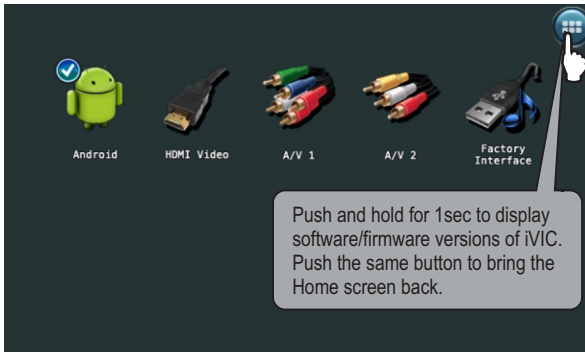 Android
HDMI Video
A/V 1
A/V 2
Factory
Interface
Push and hold for 1sec to display
software/firmware versions of iVIC.
Push the same button to bring the
Home screen back.